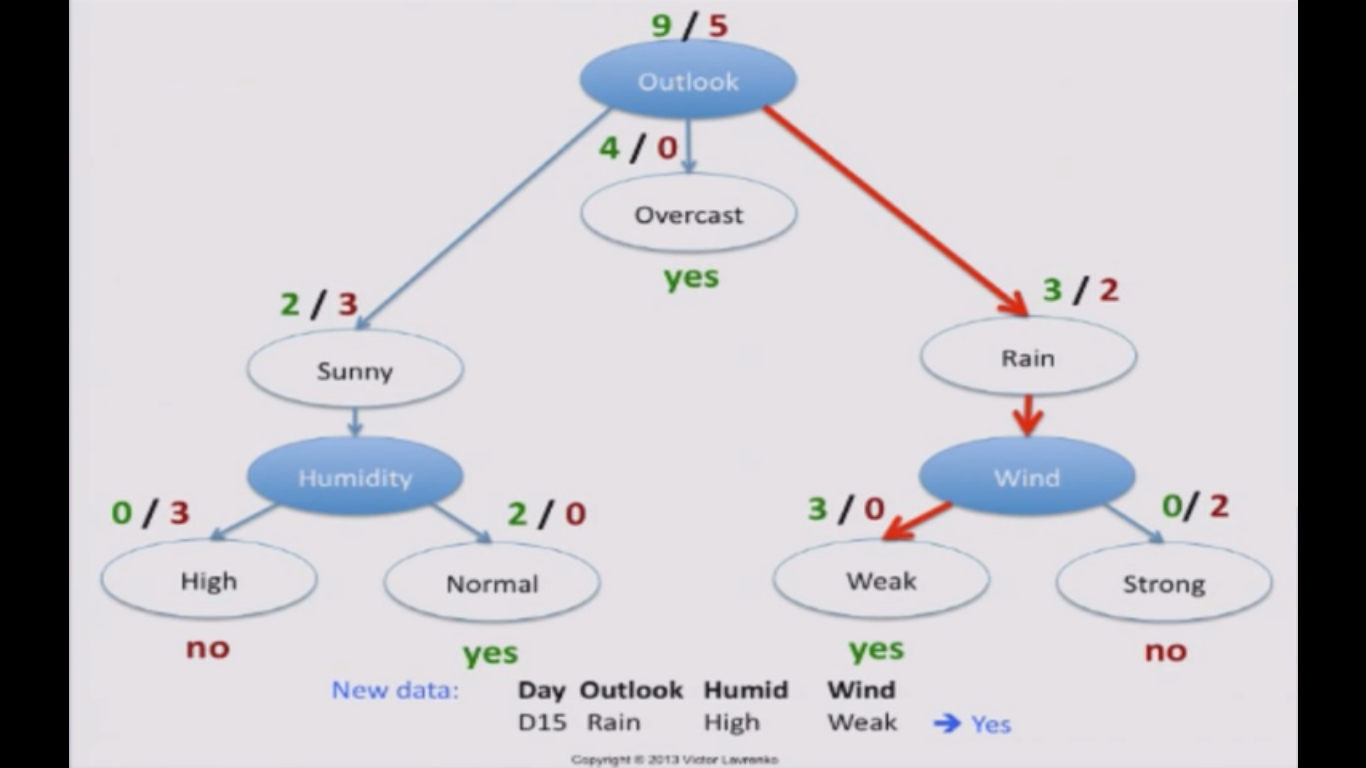 9 / 5
Outlook
4 / 0
Overcast
yes
2 / 3
3 / 2
Sunny
Rain
Humidity
Wind
0 / 3
2 / 0
3 / 0
0/ 2
High
Normal
Weak
Strong
no
yes
yes
no
New data: Day Outlook Humid Wind
D15 Rain High Weak → Yes
Copyright © 2013 Victor Lavrenko